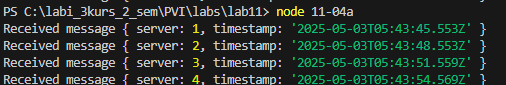 PS C:\labi_3kurs_2_sem\PVI\labs\lab11> node 11-04a
Received message { server: 1, timestamp: '2025-05-03T05:43:45.553Z' }
Received message { server: 2, timestamp: '2025-05-03T05:43:48.553Z' }
Received message { server: 3, timestamp: '2025-05-03T05:43:51.559Z' }
Received message { server: 4, timestamp: '2025-05-03T05:43:54.569Z' }